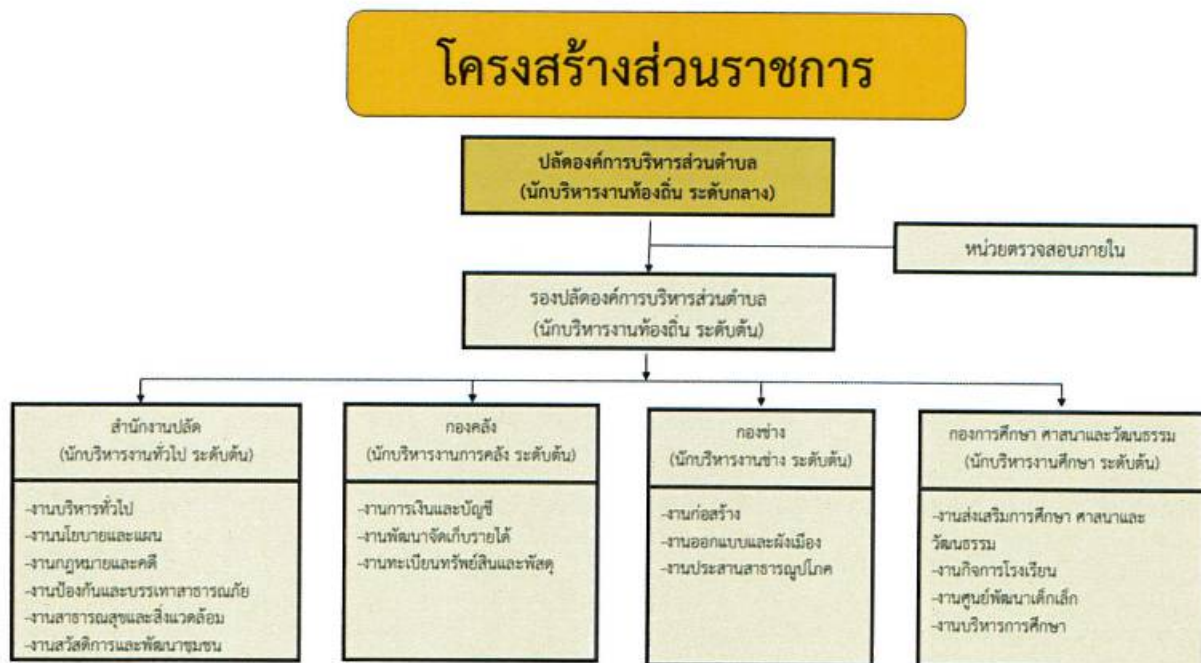 โครงสร้างส่วนราชการ
ปลัดองค์การบริหารส่วนตำบล
(นักบริหารงานท้องถิ่น ระดับกลาง)
หน่วยตรวจสอบภายใน
รองปลัดองค์การบริหารส่วนตำบล
(นักบริหารงานท้องถิ่น ระดับต้น)
สำนักงานปลัด
(นักบริหารงานทั่วไป ระดับต้น)
-งานบริหารทั่วไป
-งานนโยบายและแผน
-งานกฎหมายและคดี
-งานป้องกันและบรรเทาสาธารณภัย
-งานสาธารณสุขและสิ่งแวดล้อม
-งานสวัสดิการและพัฒนาชุมชน
กองคลัง
(นักบริหารงานการคลัง ระดับต้น)
-งานการเงินและบัญชี
-งานพัฒนาจัดเก็บรายได้
-งานทะเบียนทรัพย์สินและพัสดุ
กองช่าง
(นักบริหารงานช่าง ระดับต้น)
-งานก่อสร้าง
-งานออกแบบและผังเมือง
-งานประสานสาธารณูปโภค
กองการศึกษา ศาสนาและวัฒนธรรม
(นักบริหารงานศึกษา ระดับต้น)
-งานส่งเสริมการศึกษา ศาสนาและ
วัฒนธรรม
-งานกิจการโรงเรียน
-งานศูนย์พัฒนาเด็กเล็ก
-งานบริหารการศึกษา